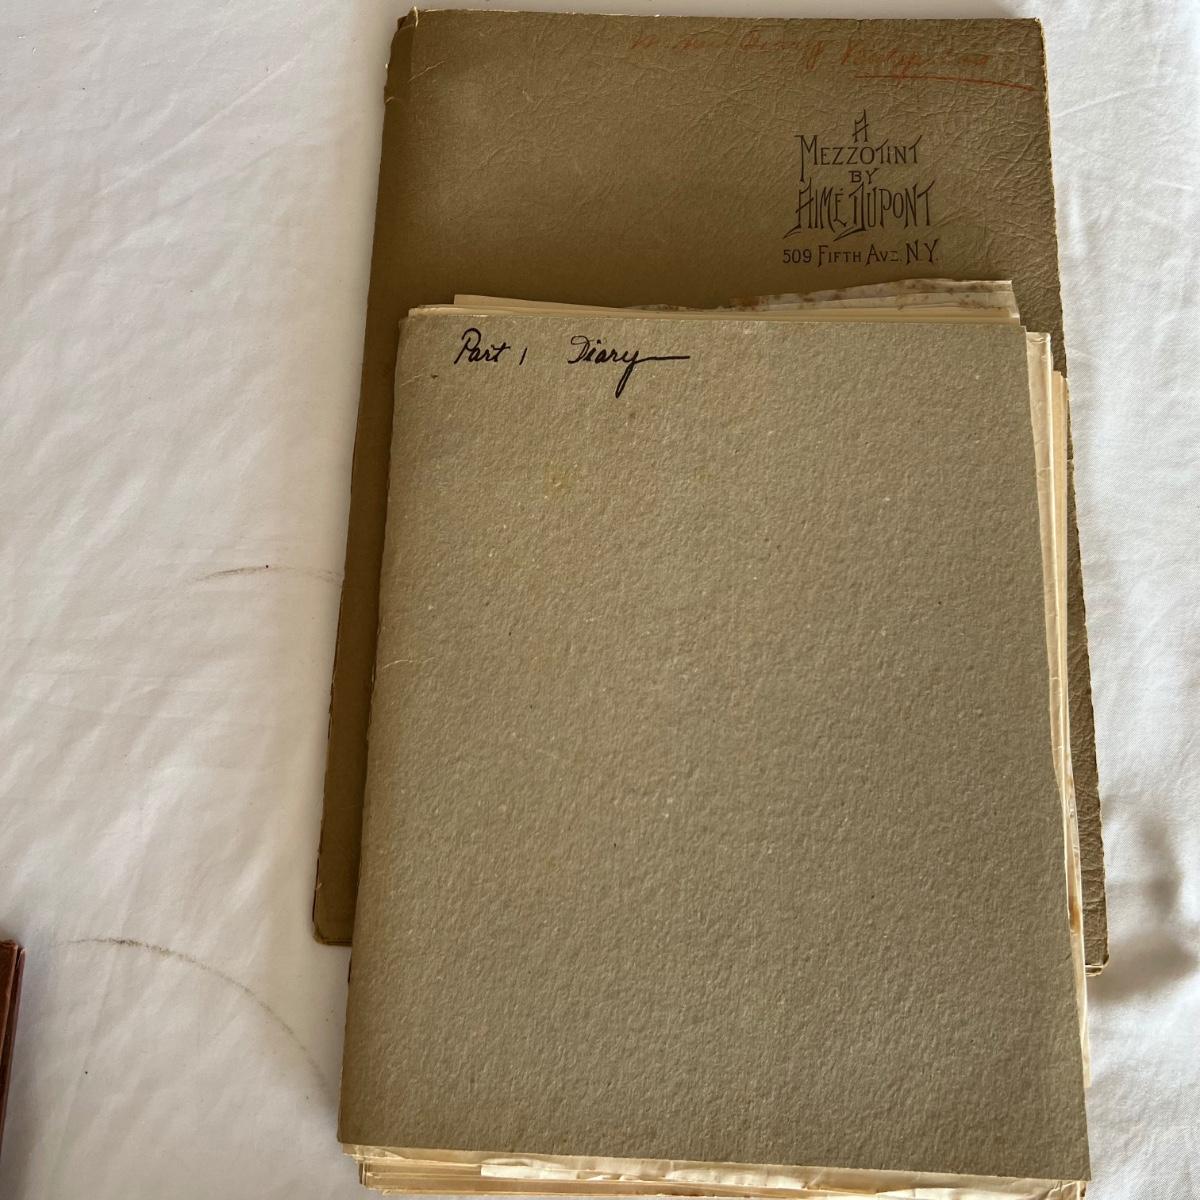 A
MEZZOTINT
BY
AIMÉ DUPONT
509 FIFTH AVE. N.Y.
Part 1 Diary